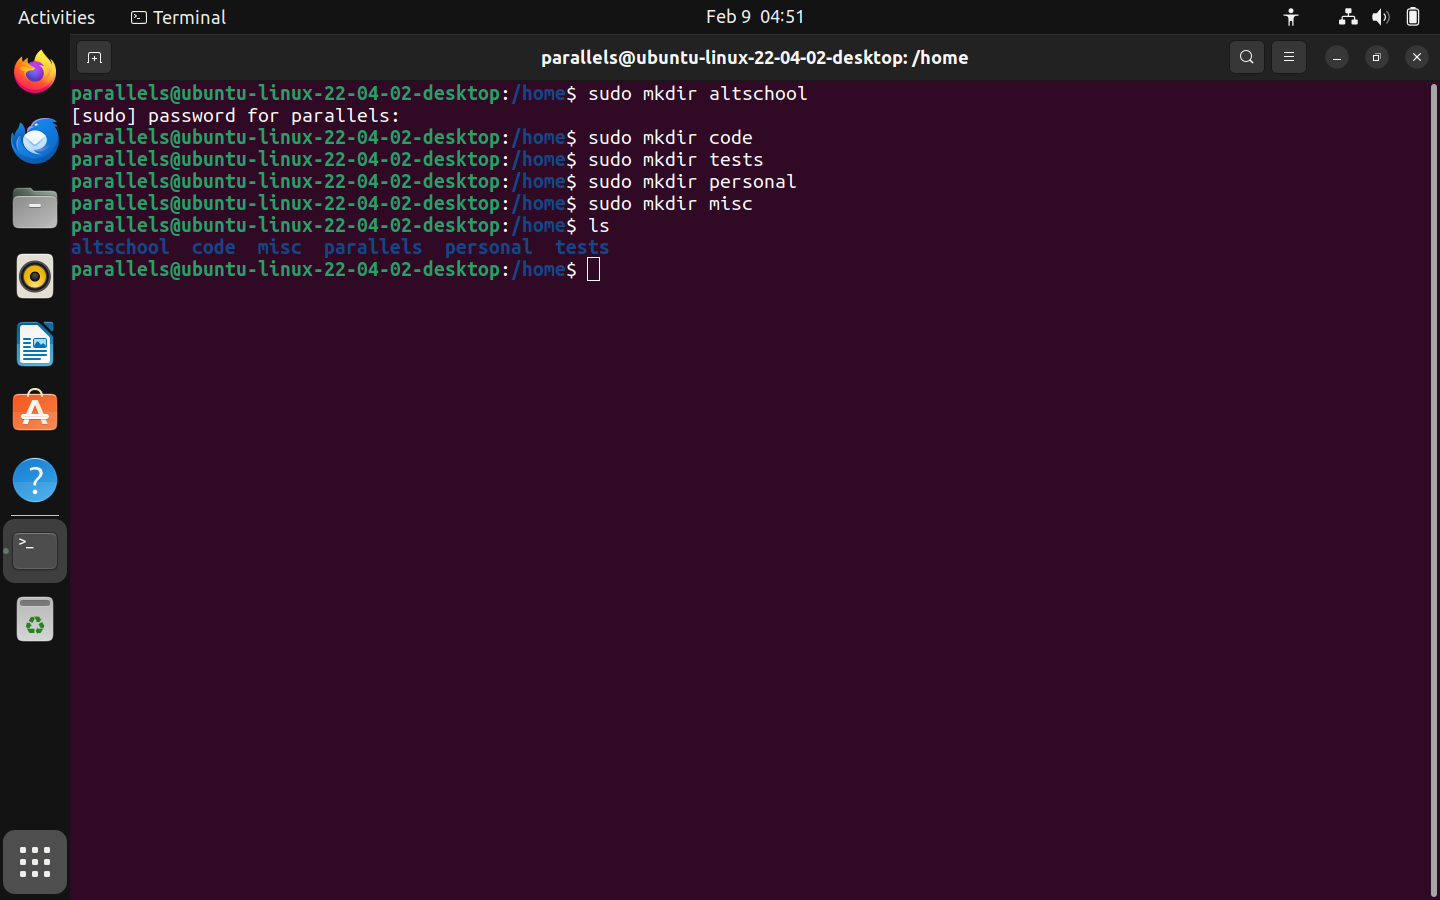 Activities Terminal Feb 9 04:51
parallels@ubuntu-linux-22-04-02-desktop: /home
parallels@ubuntu-linux-22-04-02-desktop:/home$ sudo mkdir altschool
[sudo] password for parallels:
parallels@ubuntu-linux-22-04-02-desktop:/home$ sudo mkdir code
parallels@ubuntu-linux-22-04-02-desktop:/home$ sudo mkdir tests
parallels@ubuntu-linux-22-04-02-desktop:/home$ sudo mkdir personal
parallels@ubuntu-linux-22-04-02-desktop:/home$ sudo mkdir misc
parallels@ubuntu-linux-22-04-02-desktop:/home$ ls
altschool  code  misc  parallels  personal  tests
parallels@ubuntu-linux-22-04-02-desktop:/home$